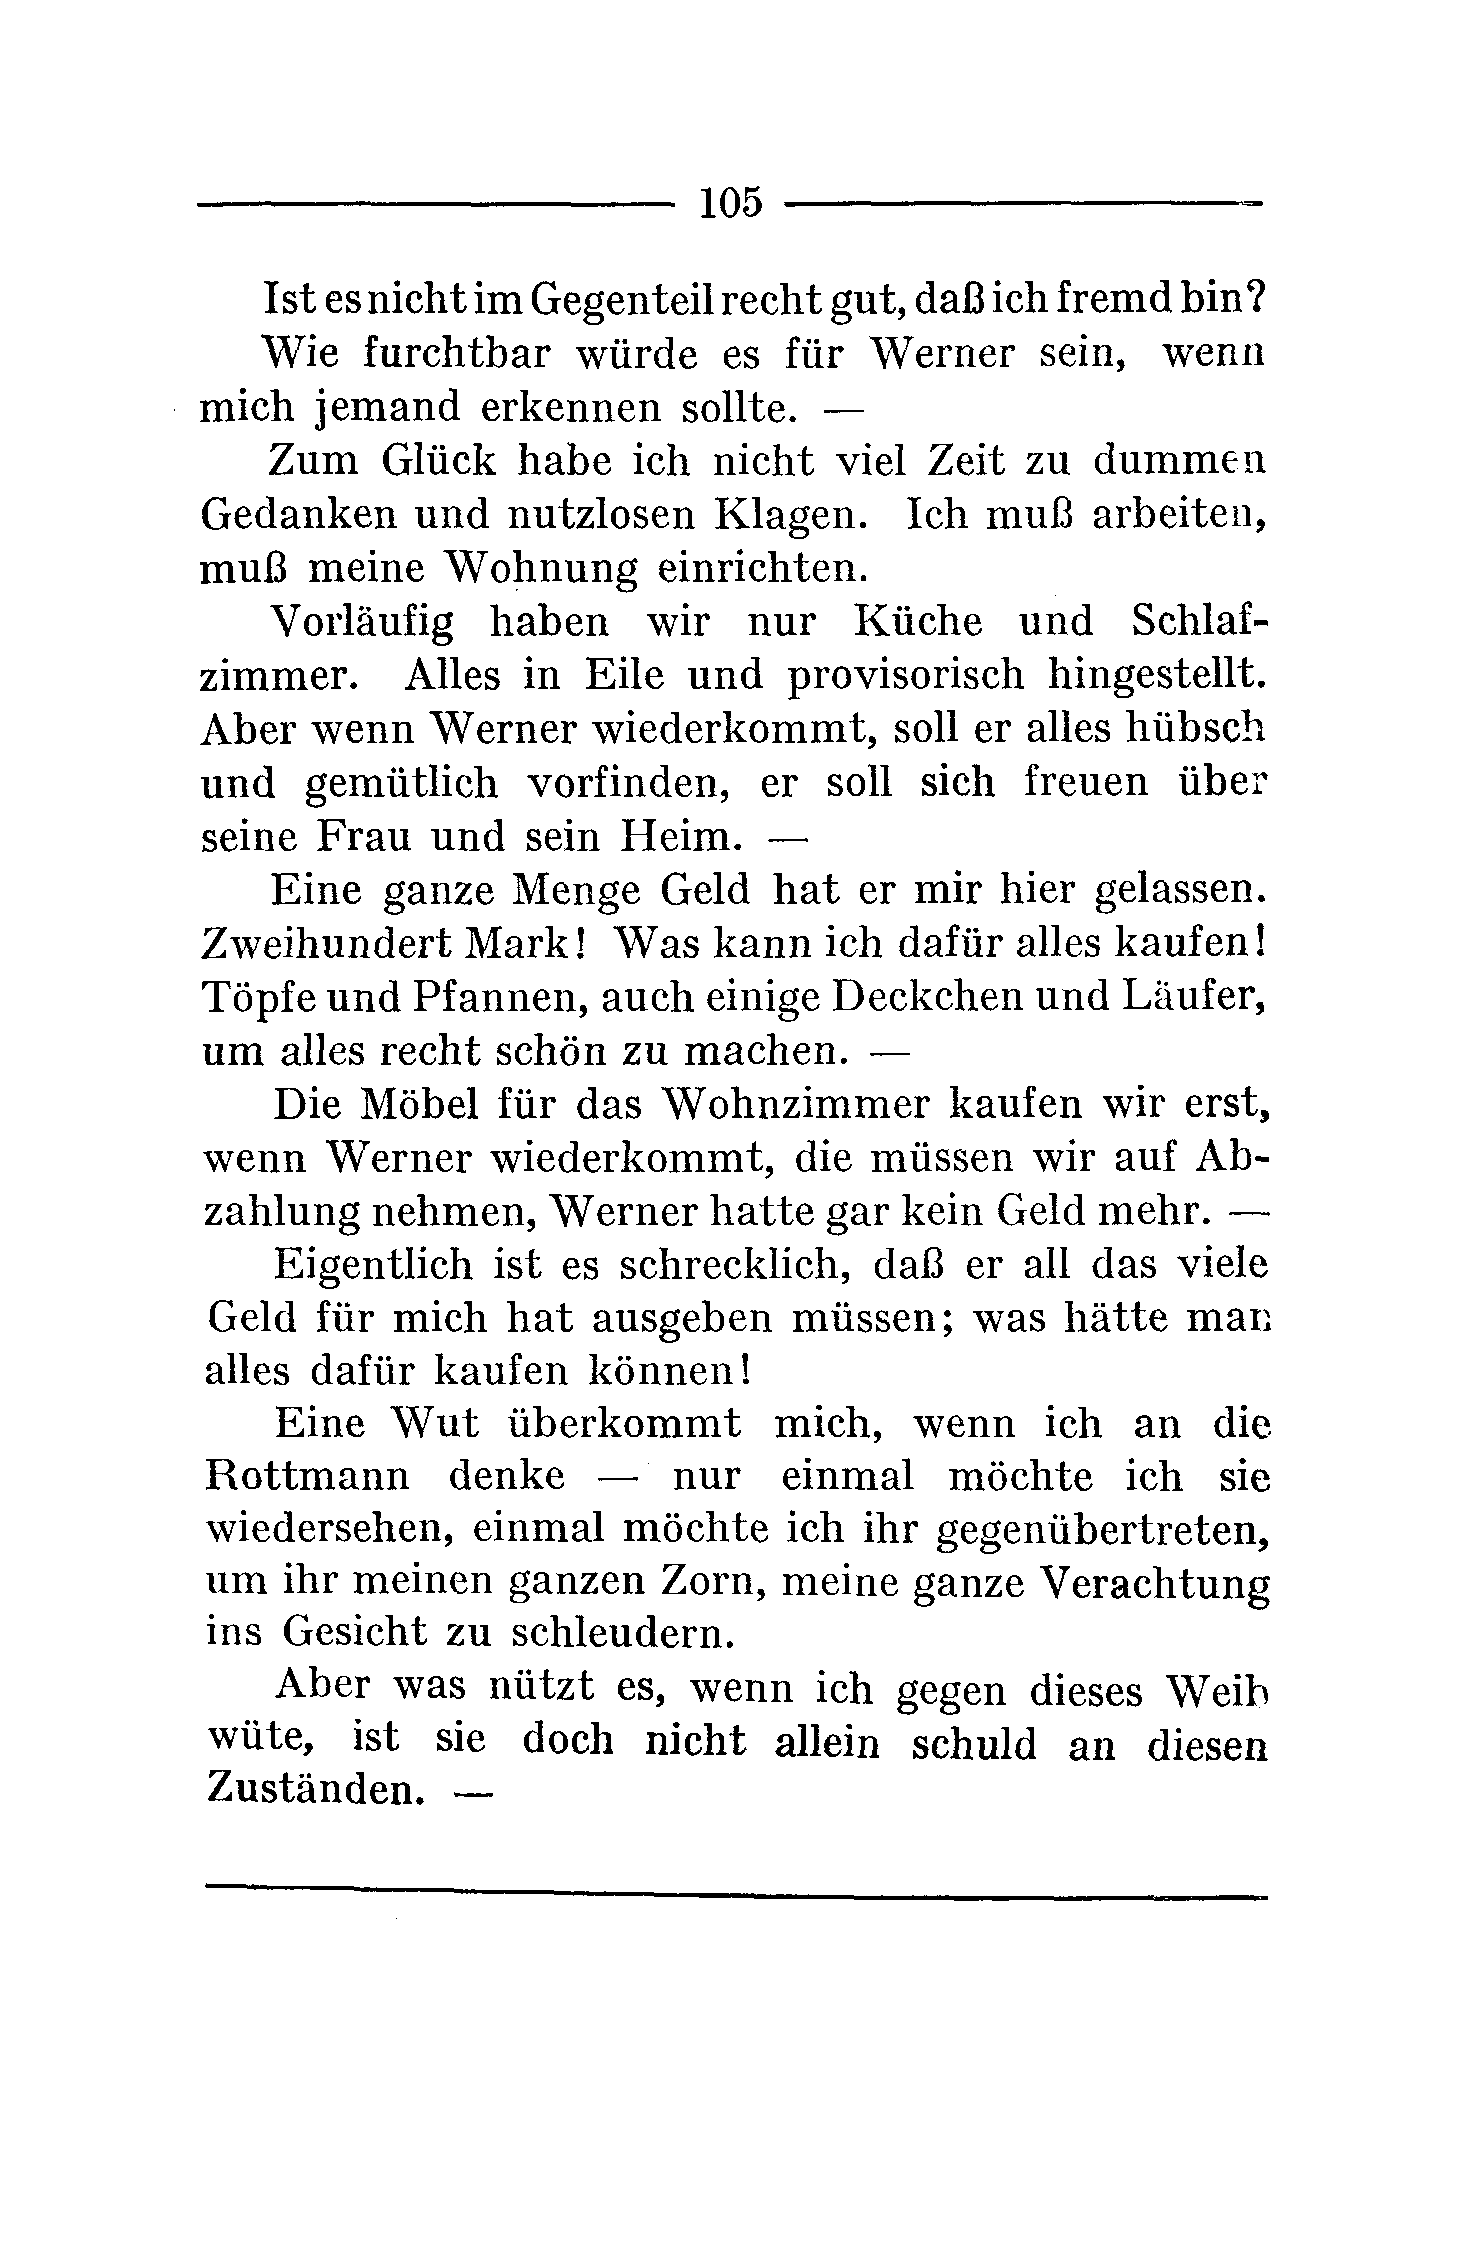 105
Ist es nicht im Gegenteil recht gut, daß ich fremd bin?
Wie furchtbar würde es für Werner sein, wenn
mich jemand erkennen sollte. —
Zum Glück habe ich nicht viel Zeit zu dummen
Gedanken und nutzlosen Klagen. Ich muß arbeiten,
muß meine Wohnung einrichten.
Vorläufig haben wir nur Küche und Schlaf-
zimmer. Alles in Eile und provisorisch hingestellt.
Aber wenn Werner wiederkommt, soll er alles hübsch
und gemütlich vorfinden, er soll sich freuen über
seine Frau und sein Heim. —
Eine ganze Menge Geld hat er mir hier gelassen.
Zweihundert Mark! Was kann ich dafür alles kaufen!
Töpfe und Pfannen, auch einige Deckchen und Läufer,
um alles recht schön zu machen. —
Die Möbel für das Wohnzimmer kaufen wir erst,
wenn Werner wiederkommt, die müssen wir auf Ab-
zahlung nehmen, Werner hatte gar kein Geld mehr. —
Eigentlich ist es schrecklich, daß er all das viele
Geld für mich hat ausgeben müssen; was hätte man
alles dafür kaufen können!
Eine Wut überkommt mich, wenn ich an die
Rottmann denke — nur einmal möchte ich sie
wiedersehen, einmal möchte ich ihr gegenübertreten,
um ihr meinen ganzen Zorn, meine ganze Verachtung
ins Gesicht zu schleudern.
Aber was nützt es, wenn ich gegen dieses Weib
wüte, ist sie doch nicht allein schuld an diesen
Zuständen. —